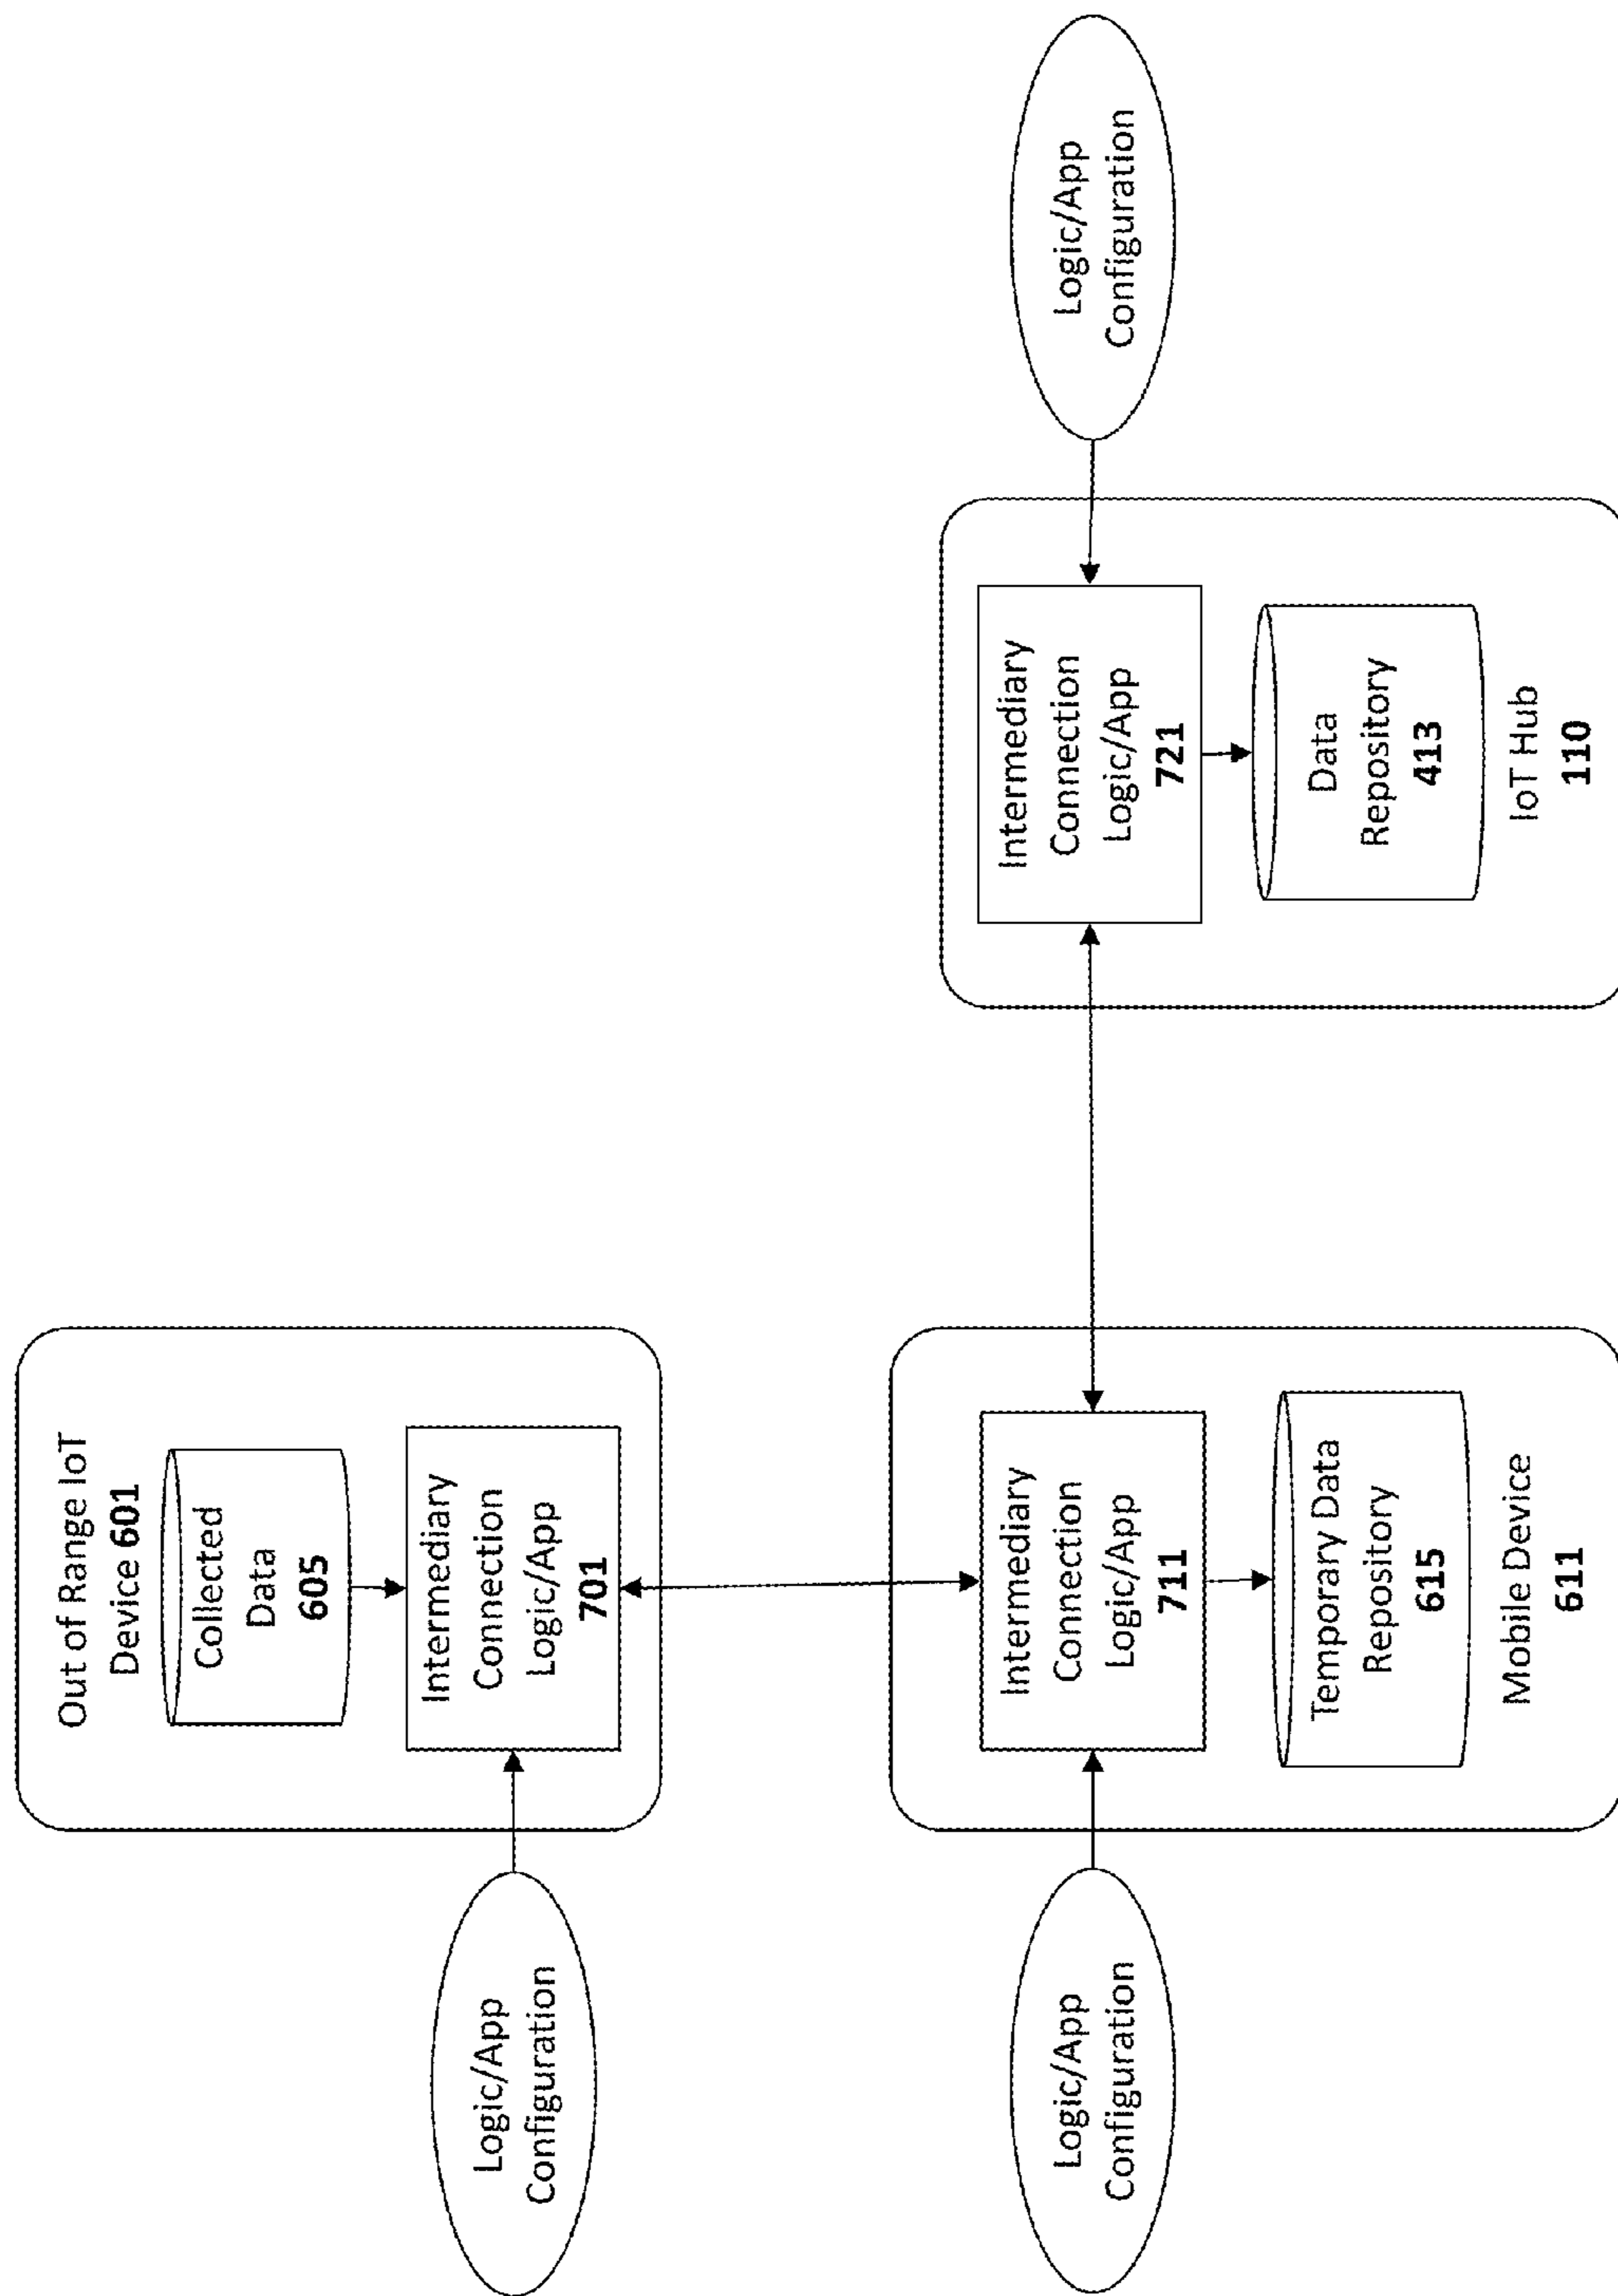 Out of Range IoT
Device 601
Collected
Data
605
Intermediary
Connection
Logic/App
701
Logic/App
Configuration
Intermediary
Connection
Logic/App
711
Temporary Data
Repository
615
Mobile Device
611
Logic/App
Configuration
Intermediary
Connection
Logic/App
721
Data
Repository
413
IoT Hub
110
Logic/App
Configuration